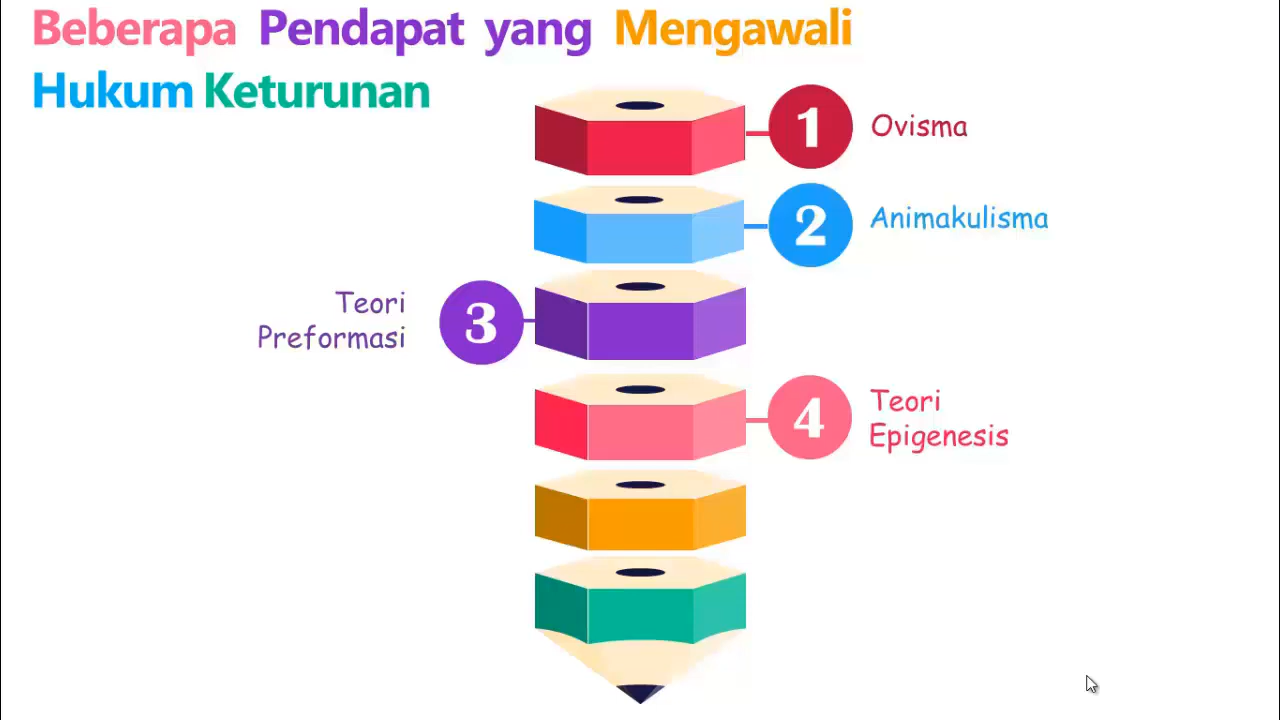 Beberapa Pendapat yang Mengawali
Hukum Keturunan
1
Ovisma
2
Animakulisma
Teori
Preformasi
3
4
Teori
Epigenesis